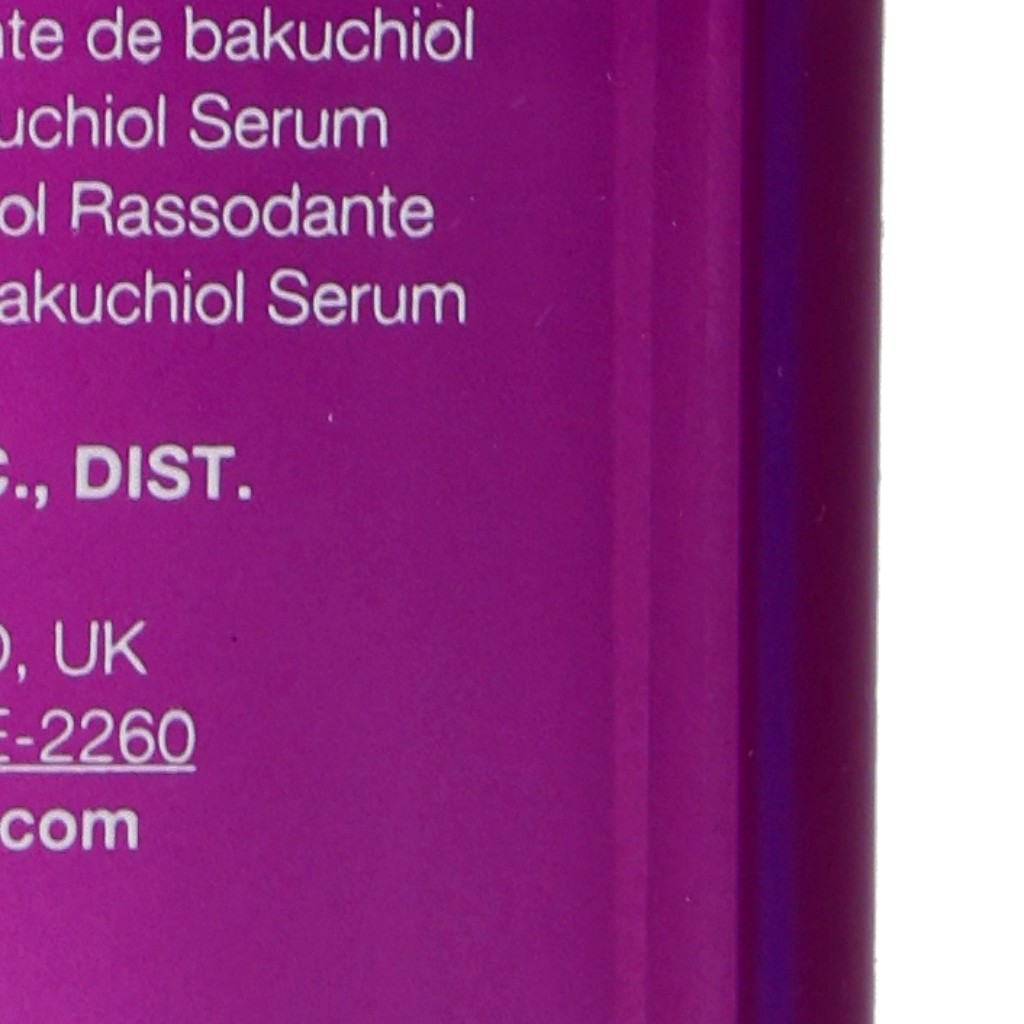 nte de bakuchiol
uchiol Serum
ol Rassodante
akuchiol Serum
C., DIST.
, UK
E-2260
.com